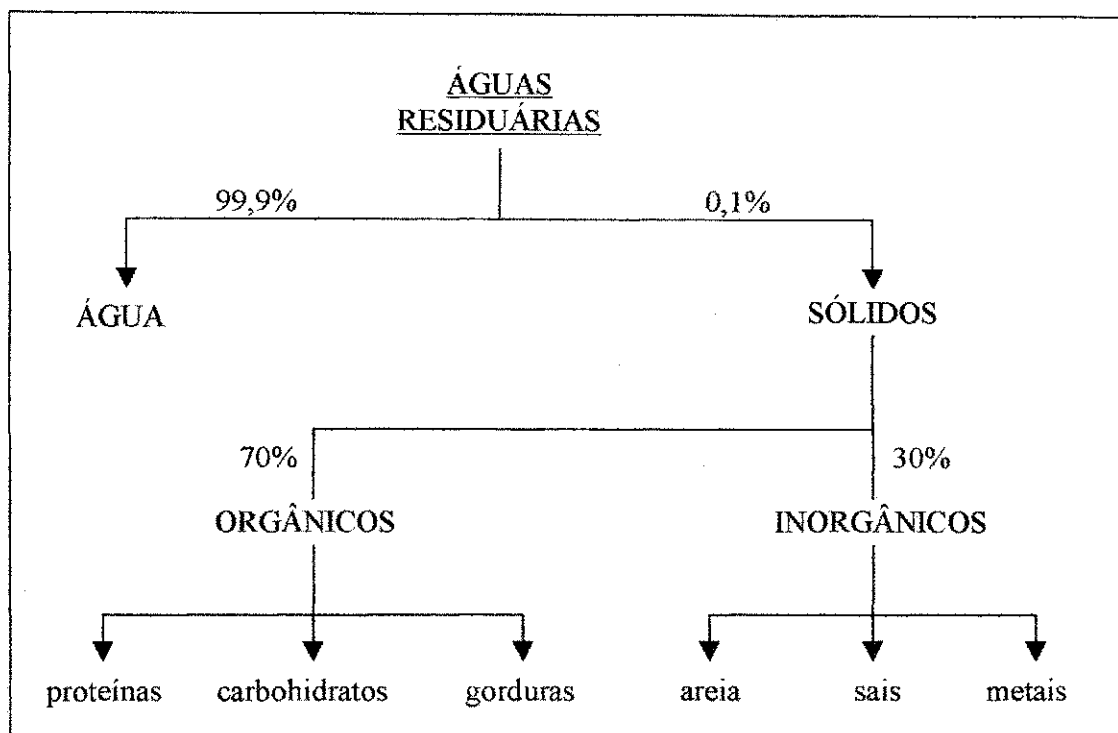 ÁGUAS
RESIDUÁRIAS
99,9%
0,1%
ÁGUA
SÓLIDOS
70%
30%
ORGÂNICOS
INORGÂNICOS
proteínas
carbohidratos
gorduras
areia
sais
metais